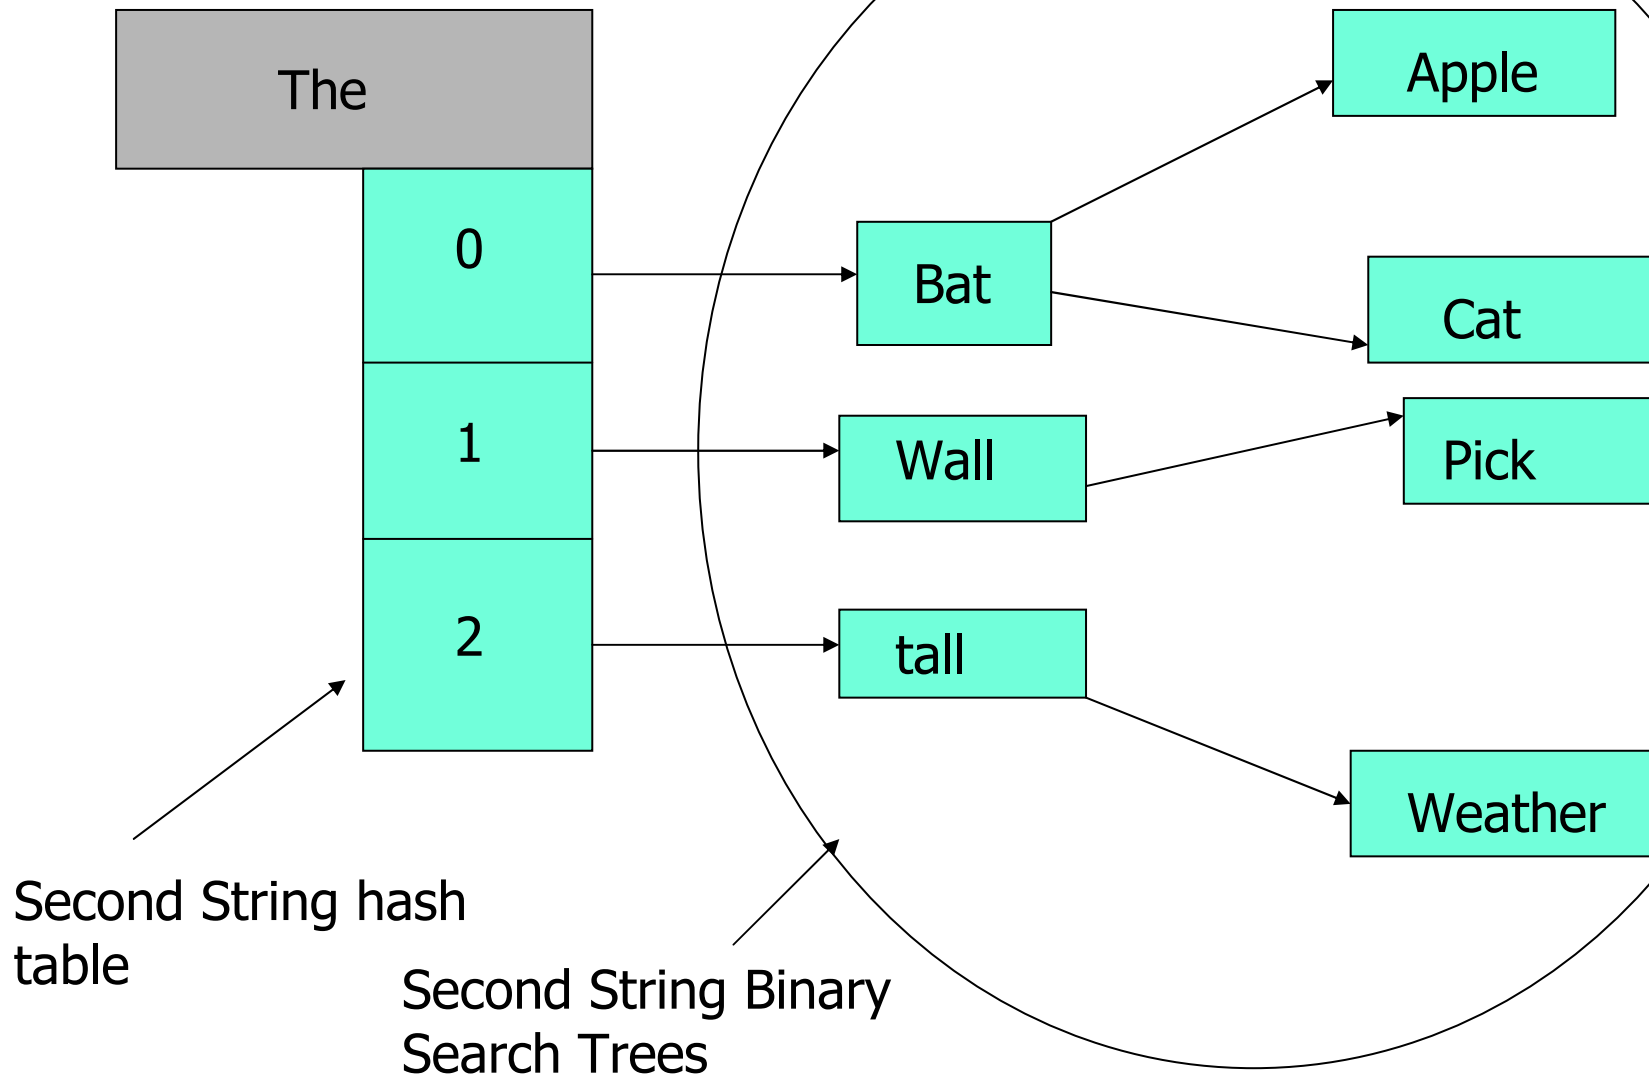 The
Apple
0
Bat
Cat
1
Wall
Pick
2
tall
Weather
Second String hash
table
Second String Binary
Search Trees